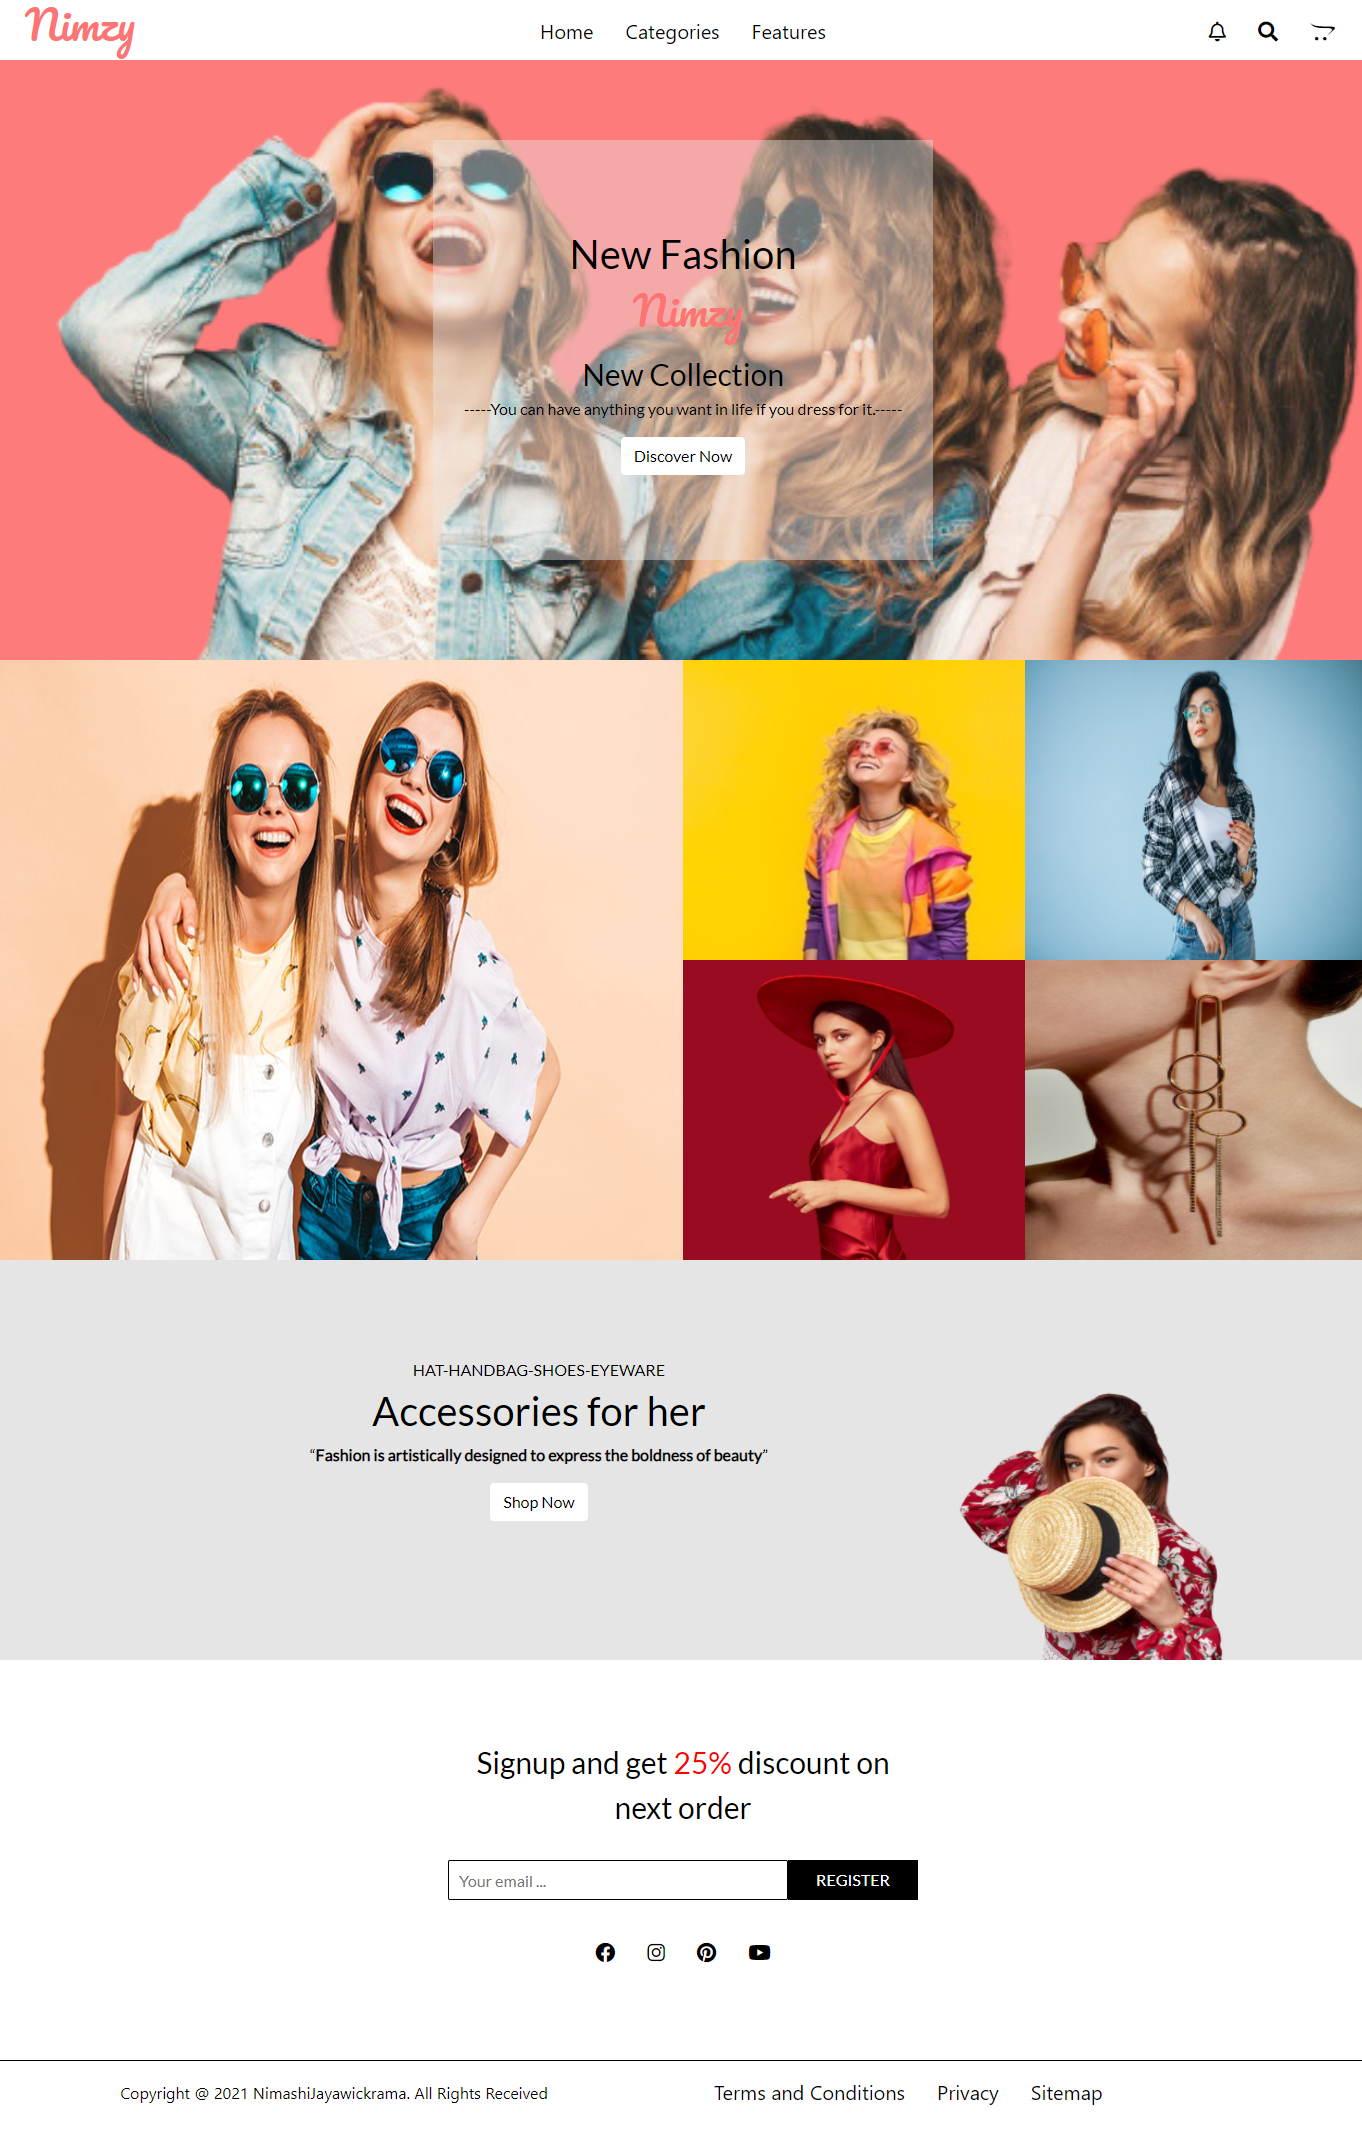 Nimzy
Home Categories Features
New Fashion
Nimzy
New Collection
-----You can have anything you want in life if you dress for it.-----
Discover Now
HAT-HANDBAG-SHOES-EYEWARE
Accessories for her
“Fashion is artistically designed to express the boldness of beauty”
Shop Now
Signup and get 25% discount on
next order
Your email ...
REGISTER
Copyright @ 2021 NimashiJayawickrama. All Rights Received
Terms and Conditions Privacy Sitemap